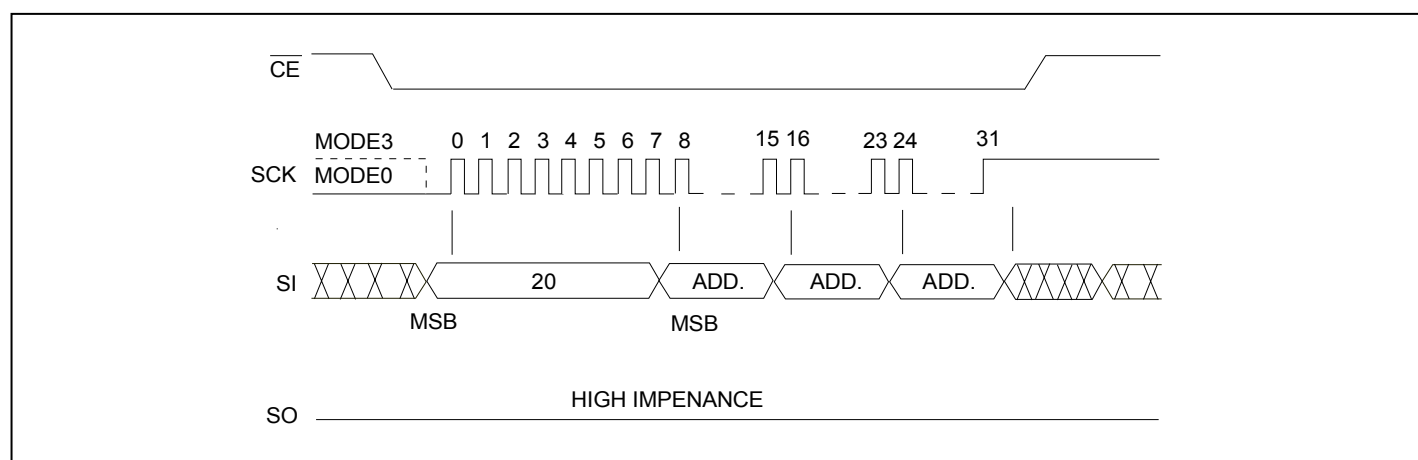 CE
MODE3 0 1 2 3 4 5 6 7 8 15 16 23 24 31
SCK MODE0
SI 20 ADD. ADD. ADD.
MSB MSB
HIGH IMPENANCE
SO